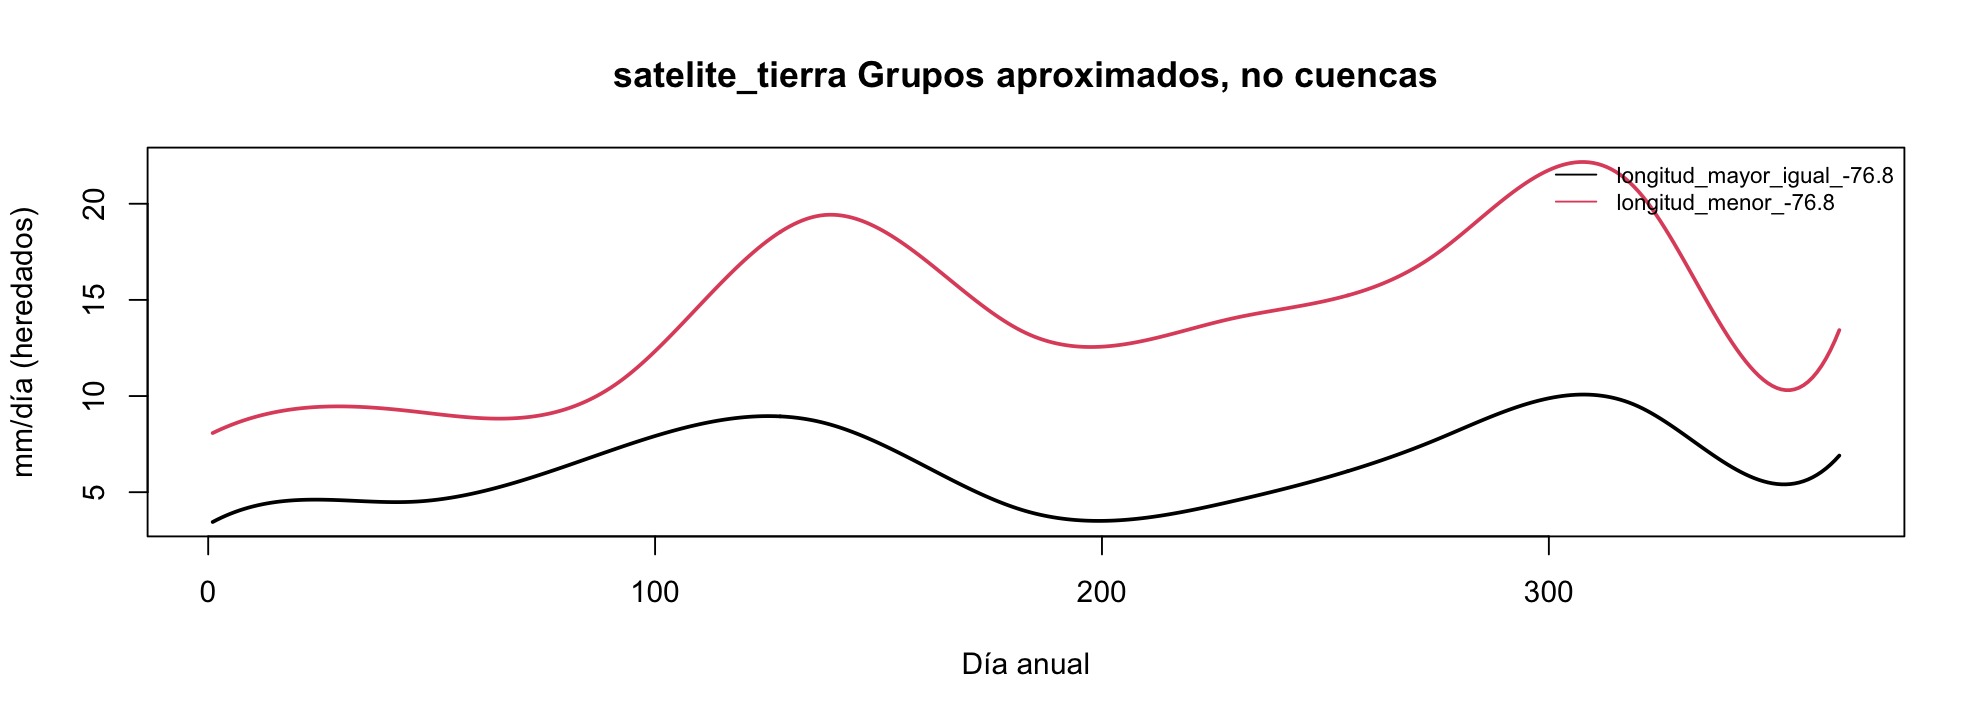 satelite_tierra Grupos aproximados, no cuencas
mm/día (heredados)
20
15
10
5
longitud_mayor_igual_-76.8
longitud_menor_-76.8
0 100 200 300
Día anual